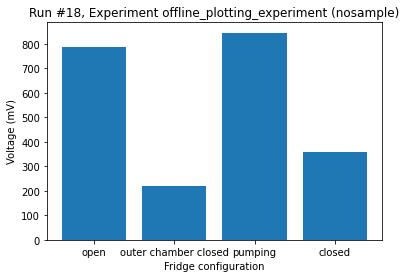 Run #18, Experiment offline_plotting_experiment (nosample)
800
700
600
500
400
300
200
100
0
Voltage (mV)
open outer chamber closed pumping closed
Fridge configuration